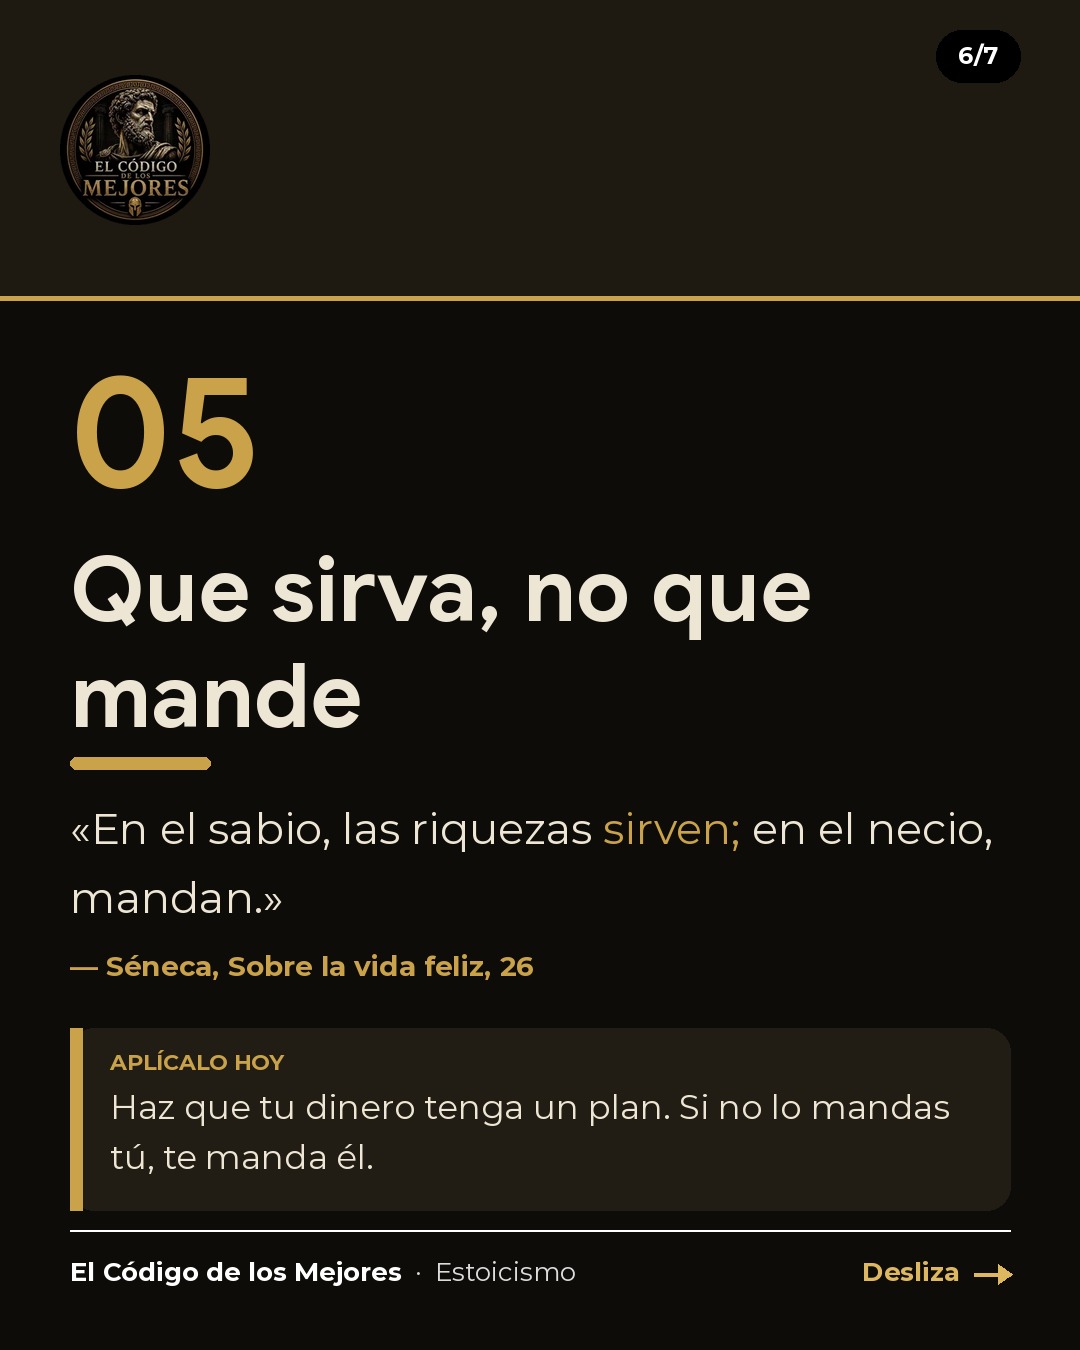 6/7
EL CÓDIGO
DE LOS
MEJORES
05
Que sirva, no que
mande
«En el sabio, las riquezas sirven; en el necio,
mandan.»
— Séneca, Sobre la vida feliz, 26
APLÍCALO HOY
Haz que tu dinero tenga un plan. Si no lo mandas
tú, te manda él.
El Código de los Mejores · Estoicismo
Desliza